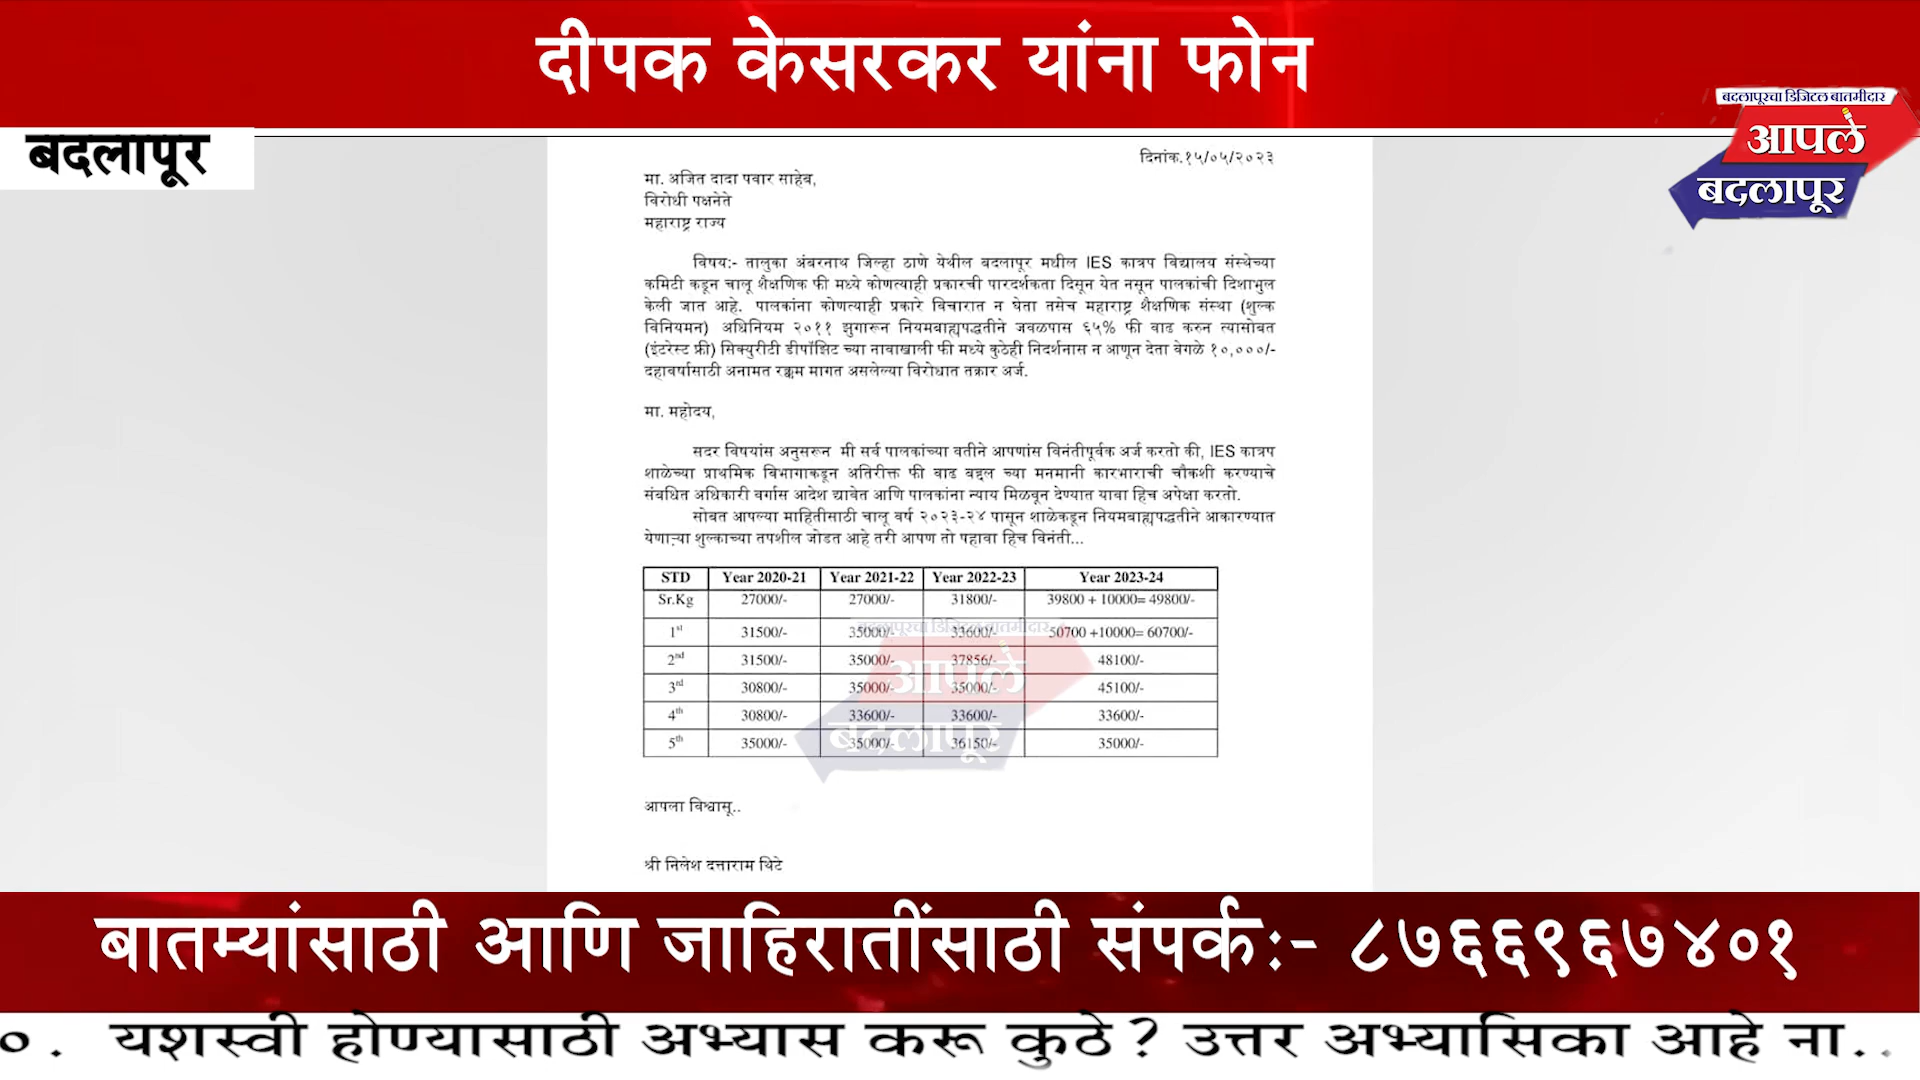 दीपक केसरकर यांना फोन
बदलापूरचा डिजिटल बातमीदार
आपले
बदलापूर
बदलापूर
दिनांक.१५/०५/२०२३
मा. अजित दादा पवार साहेब,
विरोधी पक्षनेते
महाराष्ट्र राज्य
विषय:- तालुका अंबरनाथ जिल्हा ठाणे येथील बदलापूर मधील IES कात्रप विद्यालय संस्थेच्या
कमिटी कडून चालू शैक्षणिक फी मध्ये कोणत्याही प्रकारची पारदर्शकता दिसून येत नसून पालकांची दिशाभुल
केली जात आहे. पालकांना कोणत्याही प्रकारे विचारात न घेता तसेच महाराष्ट्र शैक्षणिक संस्था (शुल्क
विनियमन) अधिनियम २०११ झुगारून नियमबाह्यपद्धतीने जवळपास ६५% फी वाढ करुन त्यासोबत
(इंटरेस्ट फ्री) सिक्युरीटी डीपॉझिट च्या नावाखाली फी मध्ये कुठेही निदर्शनास न आणून देता वेगळे १०,०००/-
दहावर्षासाठी अनामत रक्कम मागत असलेल्या विरोधात तक्रार अर्ज.
मा. महोदय,
सदर विषयांस अनुसरून मी सर्व पालकांच्या वतीने आपणांस विनंतीपूर्वक अर्ज करतो की, IES कात्रप
शाळेच्या प्राथमिक विभागाकडून अतिरीक्त फी वाढ बद्दल च्या मनमानी कारभाराची चौकशी करण्याचे
संबधित अधिकारी वर्गास आदेश द्यावेत आणि पालकांना न्याय मिळवून देण्यात यावा हिच अपेक्षा करतो.
सोबत आपल्या माहितीसाठी चालू वर्ष २०२३-२४ पासून शाळेकडून नियमबाह्यपद्धतीने आकारण्यात
येणाऱ्या शुल्काच्या तपशील जोडत आहे तरी आपण तो पहावा हिच विनंती...
STD Year 2020-21 Year 2021-22 Year 2022-23 Year 2023-24
Sr.Kg 27000/- 27000/- 31800/- 39800 + 10000= 49800/-
1st 31500/- 35000/- 33600/- 50700 +10000= 60700/-
2nd 31500/- 35000/- 37856/- 48100/-
3rd 30800/- 35000/- 35000/- 45100/-
4th 30800/- 33600/- 33600/- 33600/-
5th 35000/- 35000/- 36150/- 35000/-
बदलापूरचा डिजिटल बातमीदार
आपले
बदलापूर
आपला विश्वासू..
श्री निलेश दत्ताराम थिटे
बातम्यांसाठी आणि जाहिरातींसाठी संपर्क:- ८७६६९६७४०१
०. यशस्वी होण्यासाठी अभ्यास करू कुठे? उत्तर अभ्यासिका आहे ना..